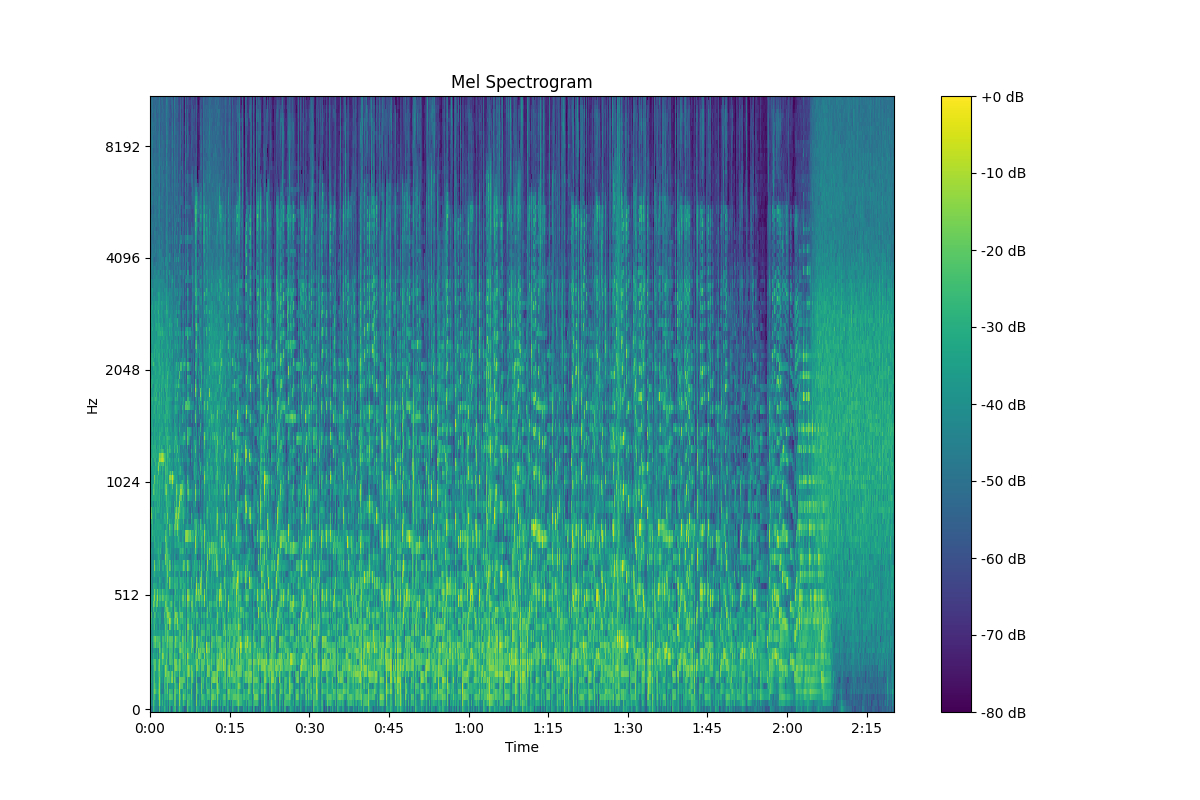 Mel Spectrogram
+0 dB
8192
-10 dB
-20 dB
4096
-30 dB
2048
Hz
-40 dB
1024
-50 dB
-60 dB
512
-70 dB
0
-80 dB
0:00 0:15 0:30 0:45 1:00 1:15 1:30 1:45 2:00 2:15
Time